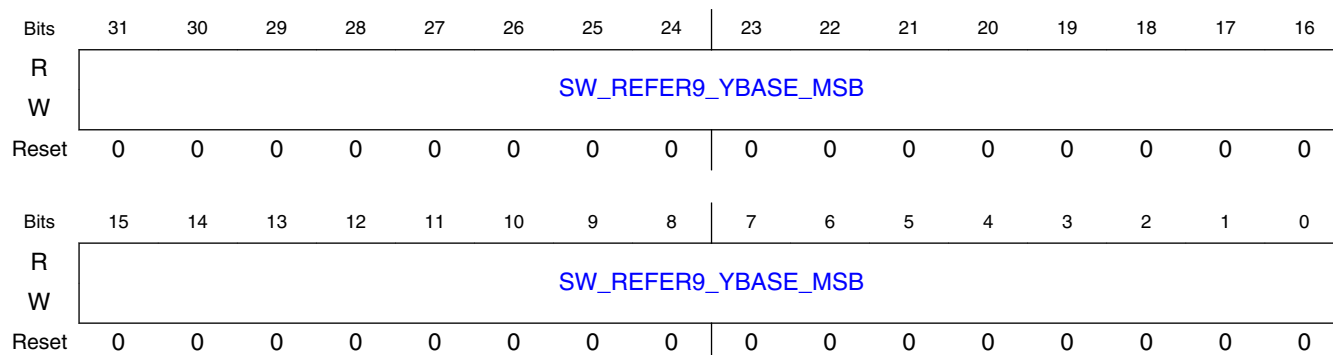 Bits 31 30 29 28 27 26 25 24 23 22 21 20 19 18 17 16
R
SW_REFER9_YBASE_MSB
W
Reset 0 0 0 0 0 0 0 0 0 0 0 0 0 0 0 0
Bits 15 14 13 12 11 10 9 8 7 6 5 4 3 2 1 0
R
SW_REFER9_YBASE_MSB
W
Reset 0 0 0 0 0 0 0 0 0 0 0 0 0 0 0 0